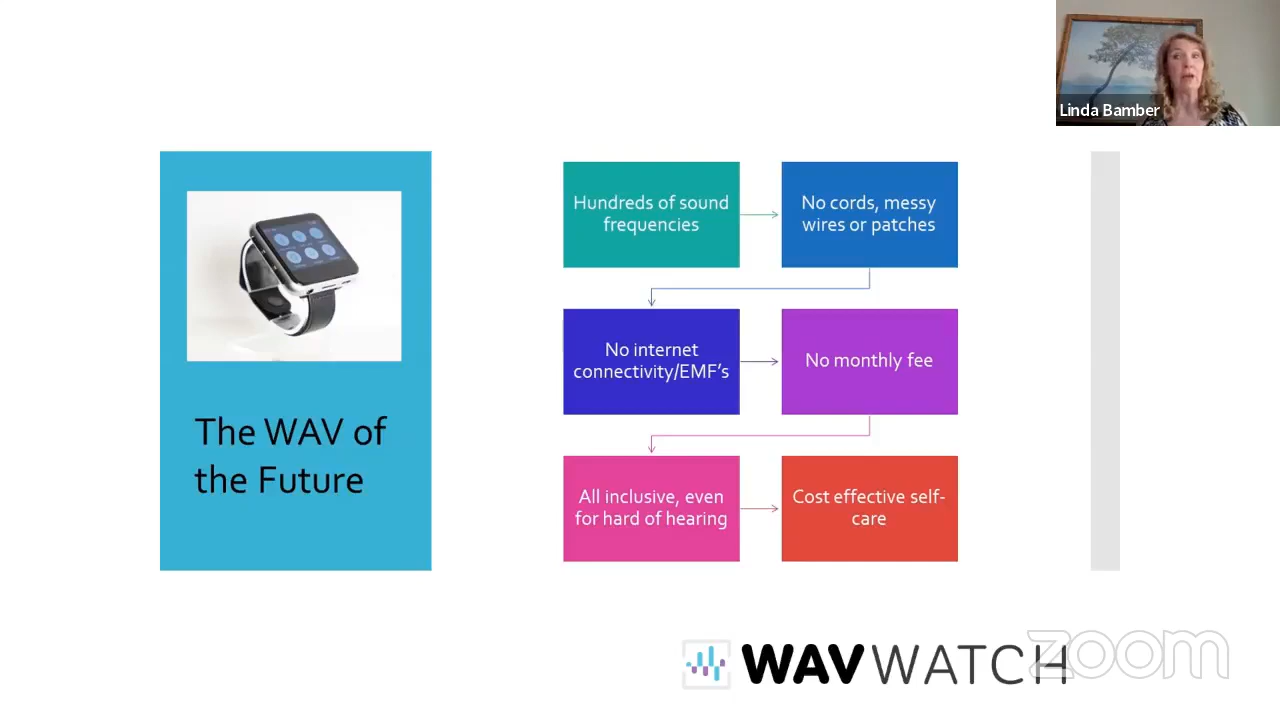 Linda Bamber
The WAV of
the Future
Hundreds of sound
frequencies
No cords, messy
wires or patches
No internet
connectivity/EMF's
No monthly fee
All inclusive, even
for hard of hearing
Cost effective self-
care
WAVWATCH
zoom